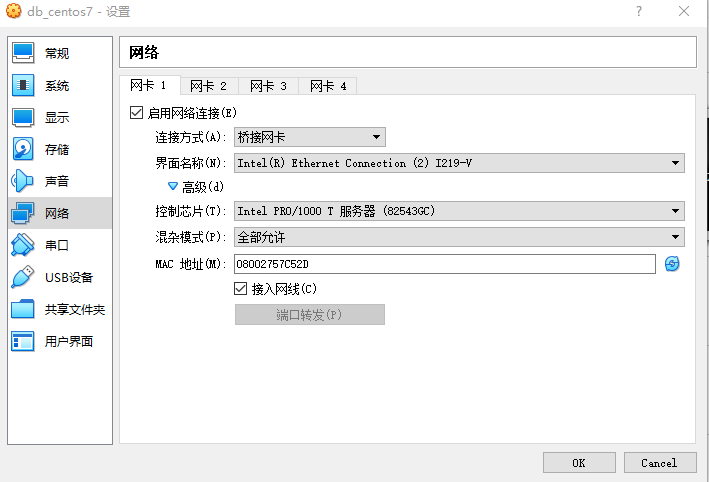 db_centos7 - 设置
常规
系统
显示
存储
声音
网络
串口
USB设备
共享文件夹
用户界面
网络
网卡 1 网卡 2 网卡 3 网卡 4
启用网络连接(E)
连接方式(A): 桥接网卡
界面名称(N): Intel(R) Ethernet Connection (2) I219-V
高级(d)
控制芯片(T): Intel PRO/1000 T 服务器 (82543GC)
混杂模式(P): 全部允许
MAC 地址(M): 08002757C52D
接入网线(C)
端口转发(P)
OK Cancel